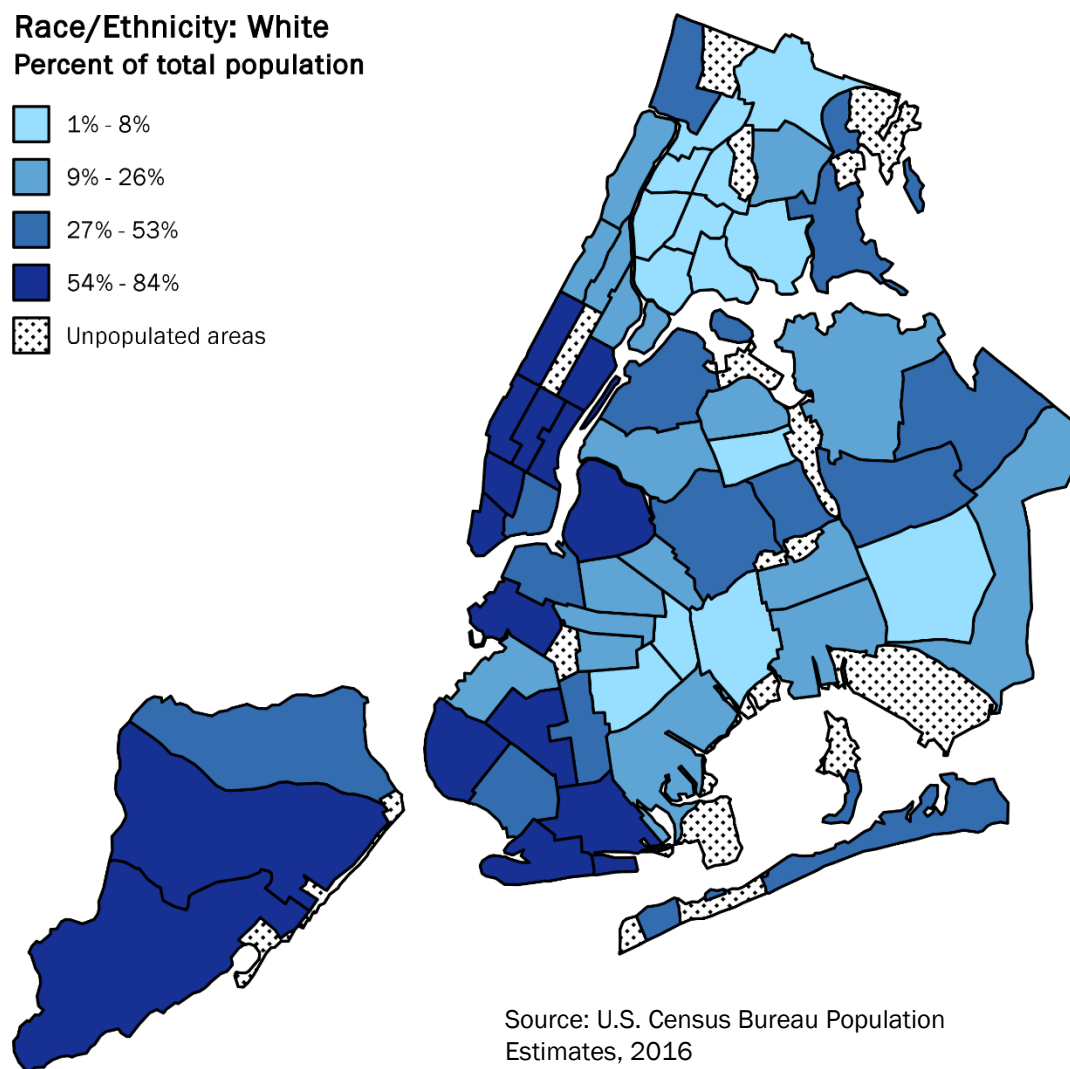 Race/Ethnicity: White
Percent of total population
1% - 8%
9% - 26%
27% - 53%
54% - 84%
Unpopulated areas
Source: U.S. Census Bureau Population
Estimates, 2016